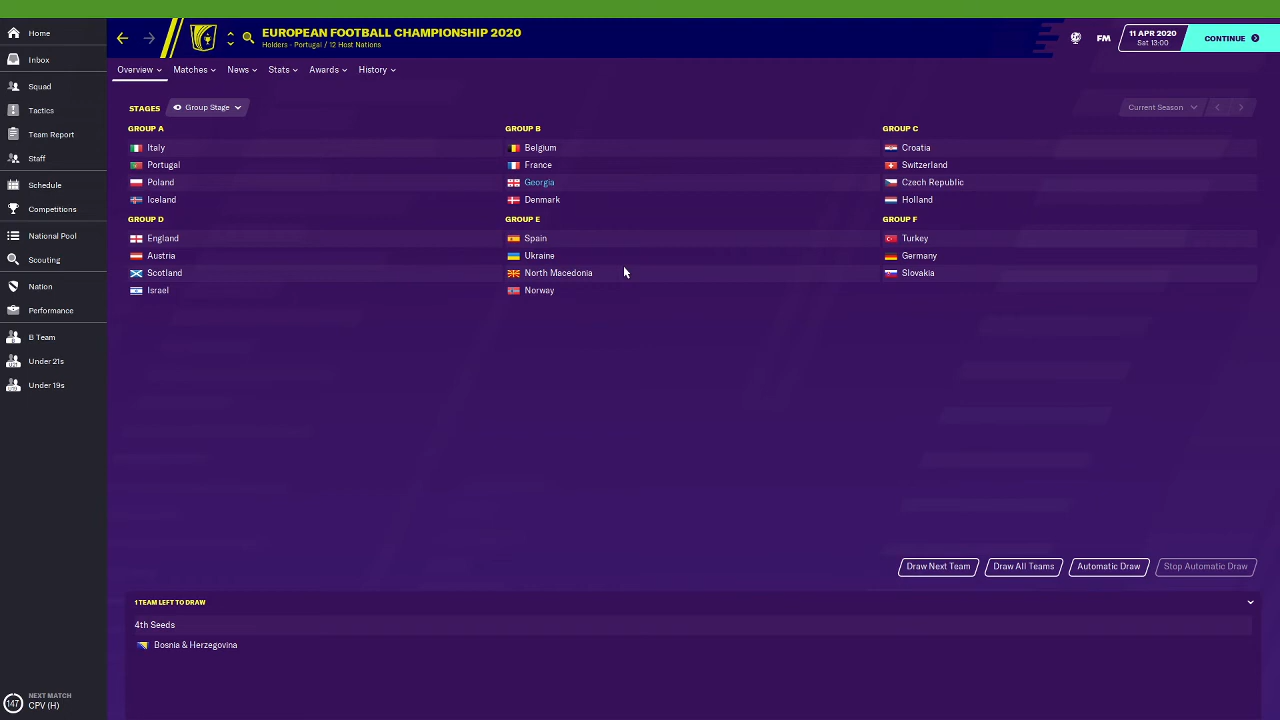 Home
Inbox
Squad
Tactics
Team Report
Staff
Schedule
Competitions
National Pool
Scouting
Nation
Performance
B Team
Under 21s
Under 19s
147
NEXT MATCH
CPV (H)
EUROPEAN FOOTBALL CHAMPIONSHIP 2020
Holders - Portugal / 12 Host Nations
FM
11 APR 2020
Sat 13:00
CONTINUE
Overview Matches News Stats Awards History
STAGES Group Stage
Current Season
GROUP A
Italy
Portugal
Poland
Iceland
GROUP B
Belgium
France
Georgia
Denmark
GROUP C
Croatia
Switzerland
Czech Republic
Holland
GROUP D
England
Austria
Scotland
Israel
GROUP E
Spain
Ukraine
North Macedonia
Norway
GROUP F
Turkey
Germany
Slovakia
Draw Next Team Draw All Teams Automatic Draw Stop Automatic Draw
1 TEAM LEFT TO DRAW
4th Seeds
Bosnia & Herzegovina